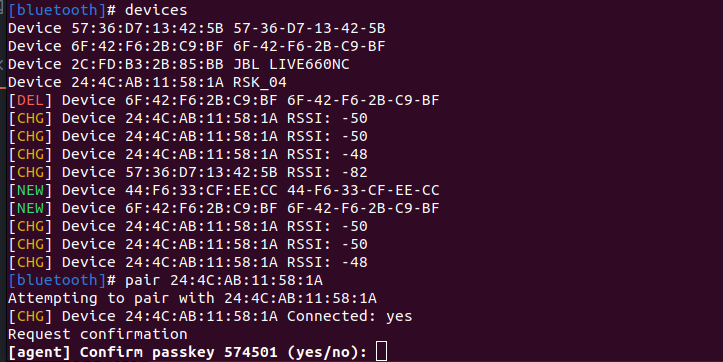 [bluetooth]# devices
Device 57:36:D7:13:42:5B 57-36-D7-13-42-5B
Device 6F:42:F6:2B:C9:BF 6F-42-F6-2B-C9-BF
Device 2C:FD:B3:2B:85:BB JBL LIVE660NC
Device 24:4C:AB:11:58:1A RSK_04
[DEL] Device 6F:42:F6:2B:C9:BF 6F-42-F6-2B-C9-BF
[CHG] Device 24:4C:AB:11:58:1A RSSI: -50
[CHG] Device 24:4C:AB:11:58:1A RSSI: -50
[CHG] Device 24:4C:AB:11:58:1A RSSI: -48
[CHG] Device 57:36:D7:13:42:5B RSSI: -82
[NEW] Device 44:F6:33:CF:EE:CC 44-F6-33-CF-EE-CC
[NEW] Device 6F:42:F6:2B:C9:BF 6F-42-F6-2B-C9-BF
[CHG] Device 24:4C:AB:11:58:1A RSSI: -50
[CHG] Device 24:4C:AB:11:58:1A RSSI: -50
[CHG] Device 24:4C:AB:11:58:1A RSSI: -48
[bluetooth]# pair 24:4C:AB:11:58:1A
Attempting to pair with 24:4C:AB:11:58:1A
[CHG] Device 24:4C:AB:11:58:1A Connected: yes
Request confirmation
[agent] Confirm passkey 574501 (yes/no):